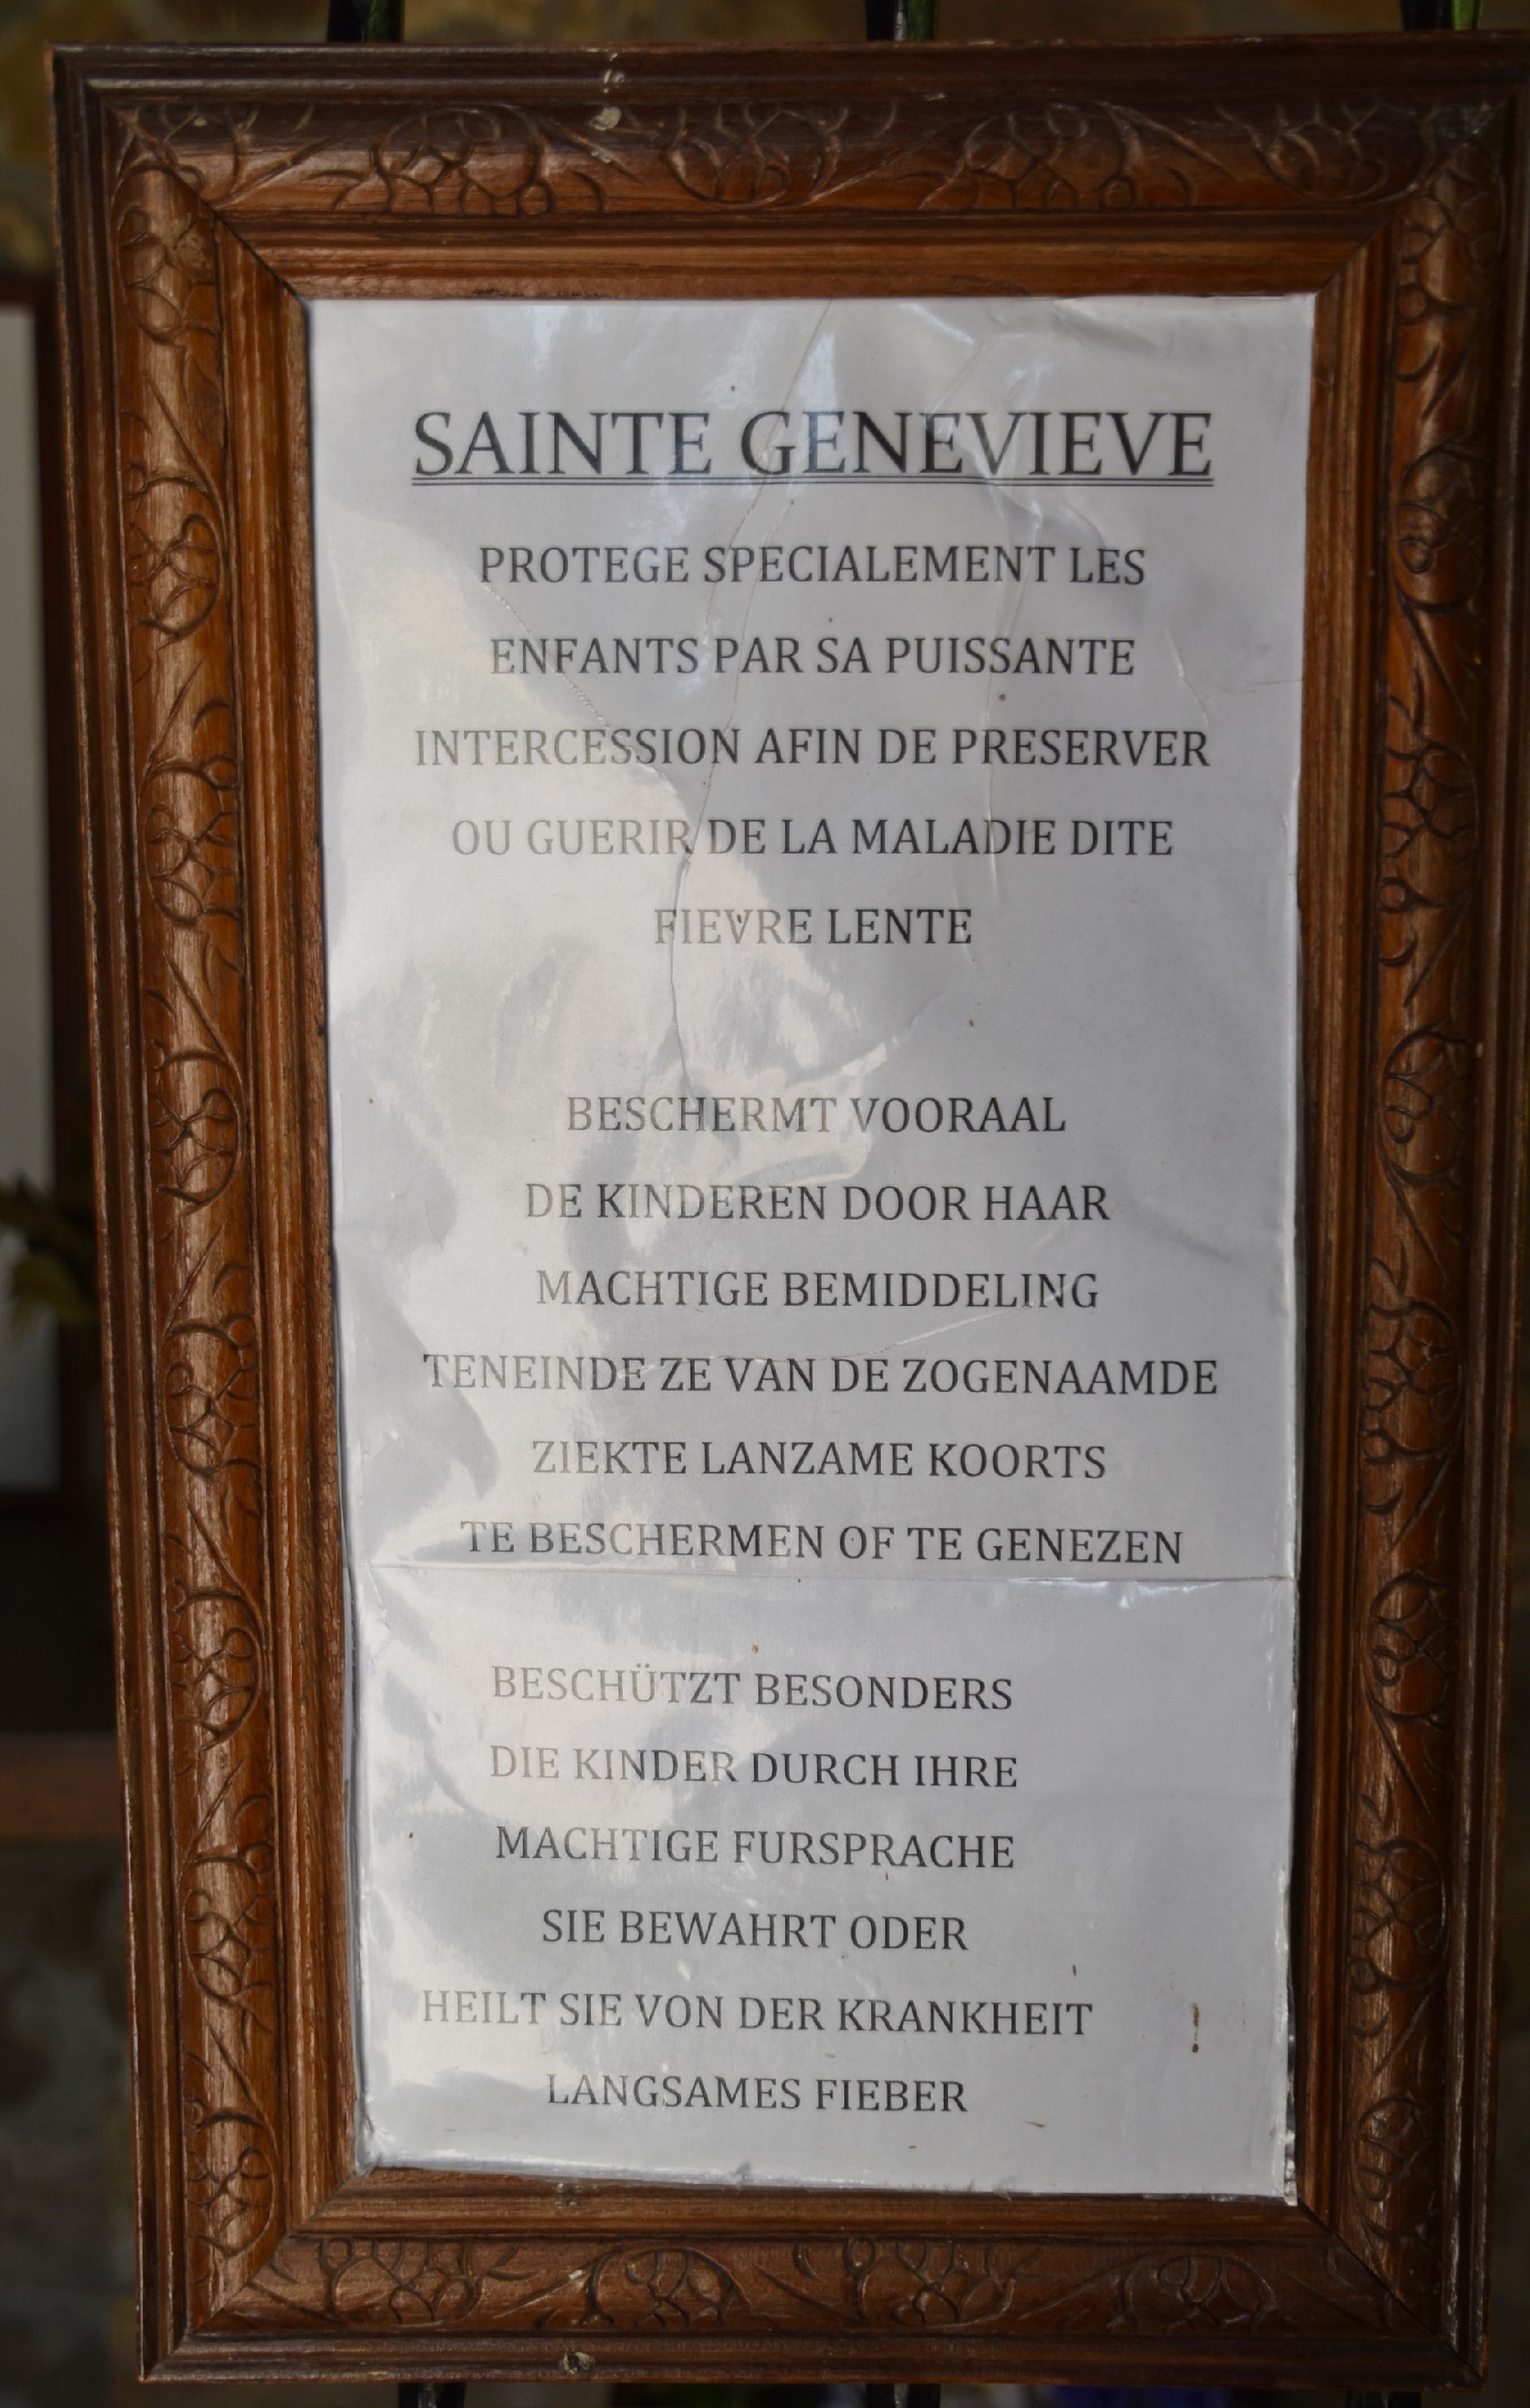 SAINTE GENEVIEVE
PROTEGE SPECIALEMENT LES
ENFANTS PAR SA PUISSANTE
INTERCESSION AFIN DE PRESERVER
OU GUERIR DE LA MALADIE DITE
FIEVRE LENTE
BESCHERMT VOORAAL
DE KINDEREN DOOR HAAR
MACHTIGE BEMIDDELING
TENEINDE ZE VAN DE ZOGENAAMDE
ZIEKTE LANZAME KOORTS
TE BESCHERMEN OF TE GENEZEN
BESCHÜTZT BESONDERS
DIE KINDER DURCH IHRE
MACHTIGE FURSPRACHE
SIE BEWAHRT ODER
HEILT SIE VON DER KRANKHEIT
LANGSAMES FIEBER